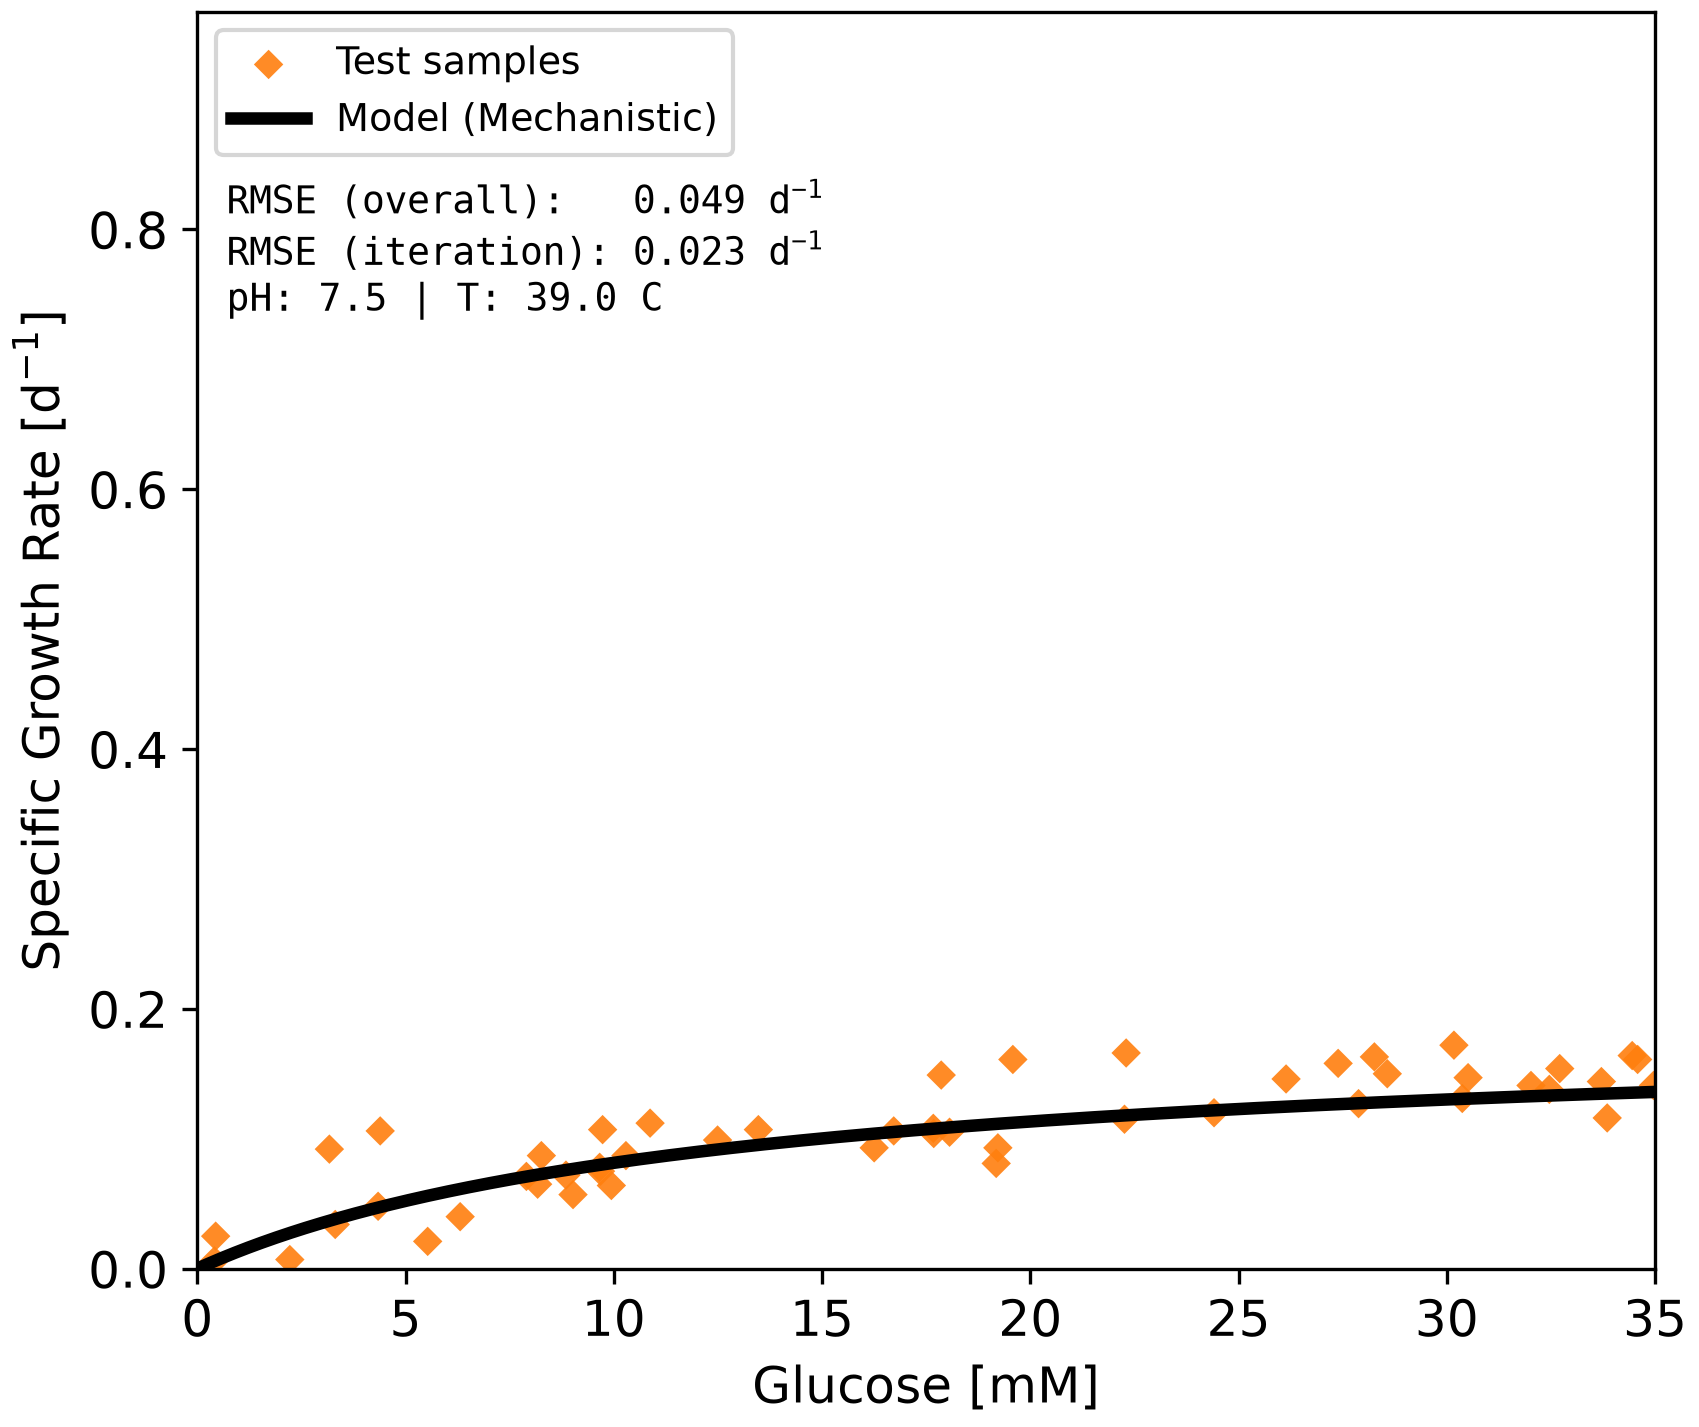 Test samples
Model (Mechanistic)
RMSE (overall):   0.049 d⁻¹
RMSE (iteration): 0.023 d⁻¹
pH: 7.5 | T: 39.0 C
Specific Growth Rate [d⁻¹]
0.8
0.6
0.4
0.2
0.0
0 5 10 15 20 25 30 35
Glucose [mM]